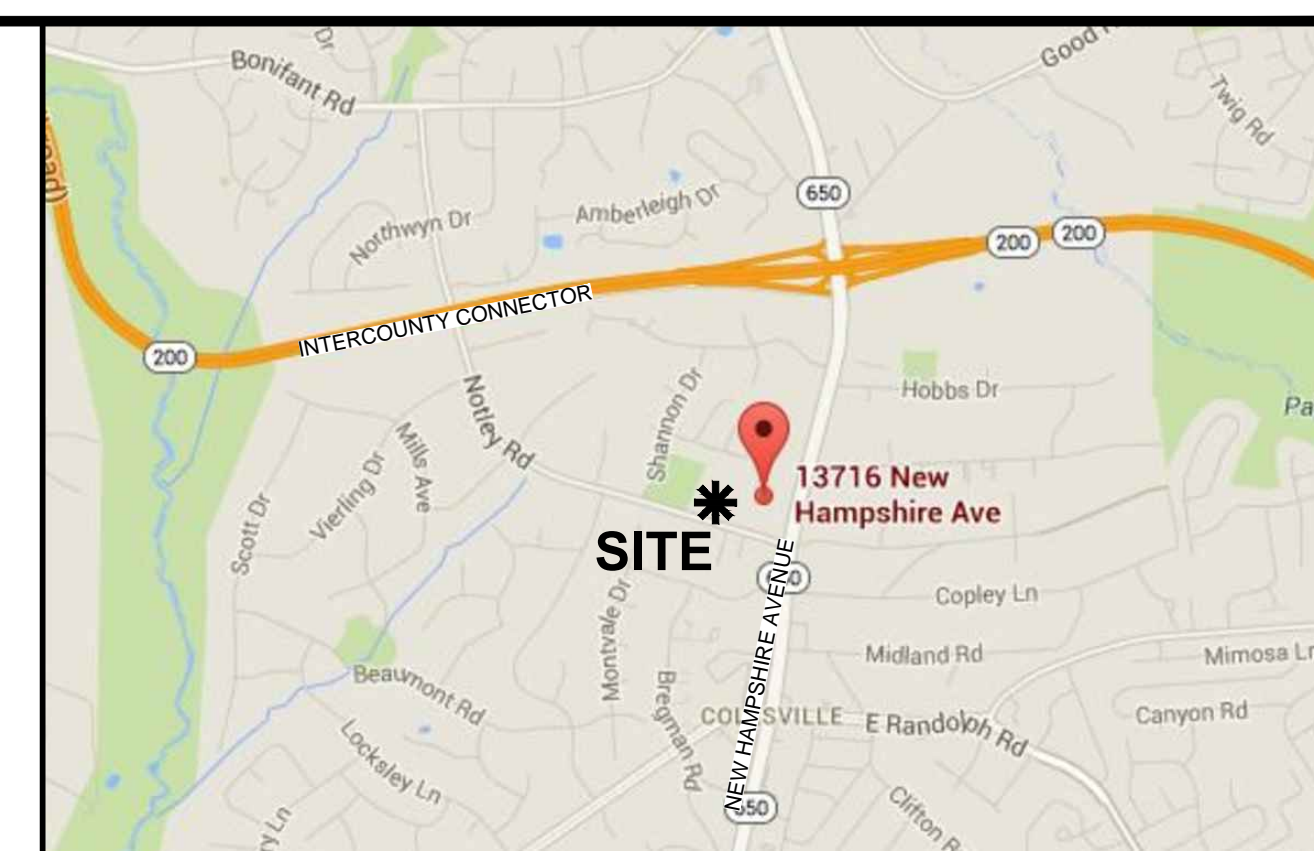 Dr
Bonifant Rd
Good
Twig Rd
650
Amberleigh Dr
Northwyn Dr
200
200
INTERCOUNTY CONNECTOR
200
Notley Rd
Shannon Dr
Hobbs Dr
Mills Ave
Vierling Dr
Scott Dr
13716 New
Hampshire Ave
SITE
NEW HAMPSHIRE AVENUE
Copley Ln
Montvale Dr
Midland Rd
Mimosa Ln
Beaumont Rd
Bregman Rd
E Randolph Rd
Canyon Rd
Locksley Ln
Clifton